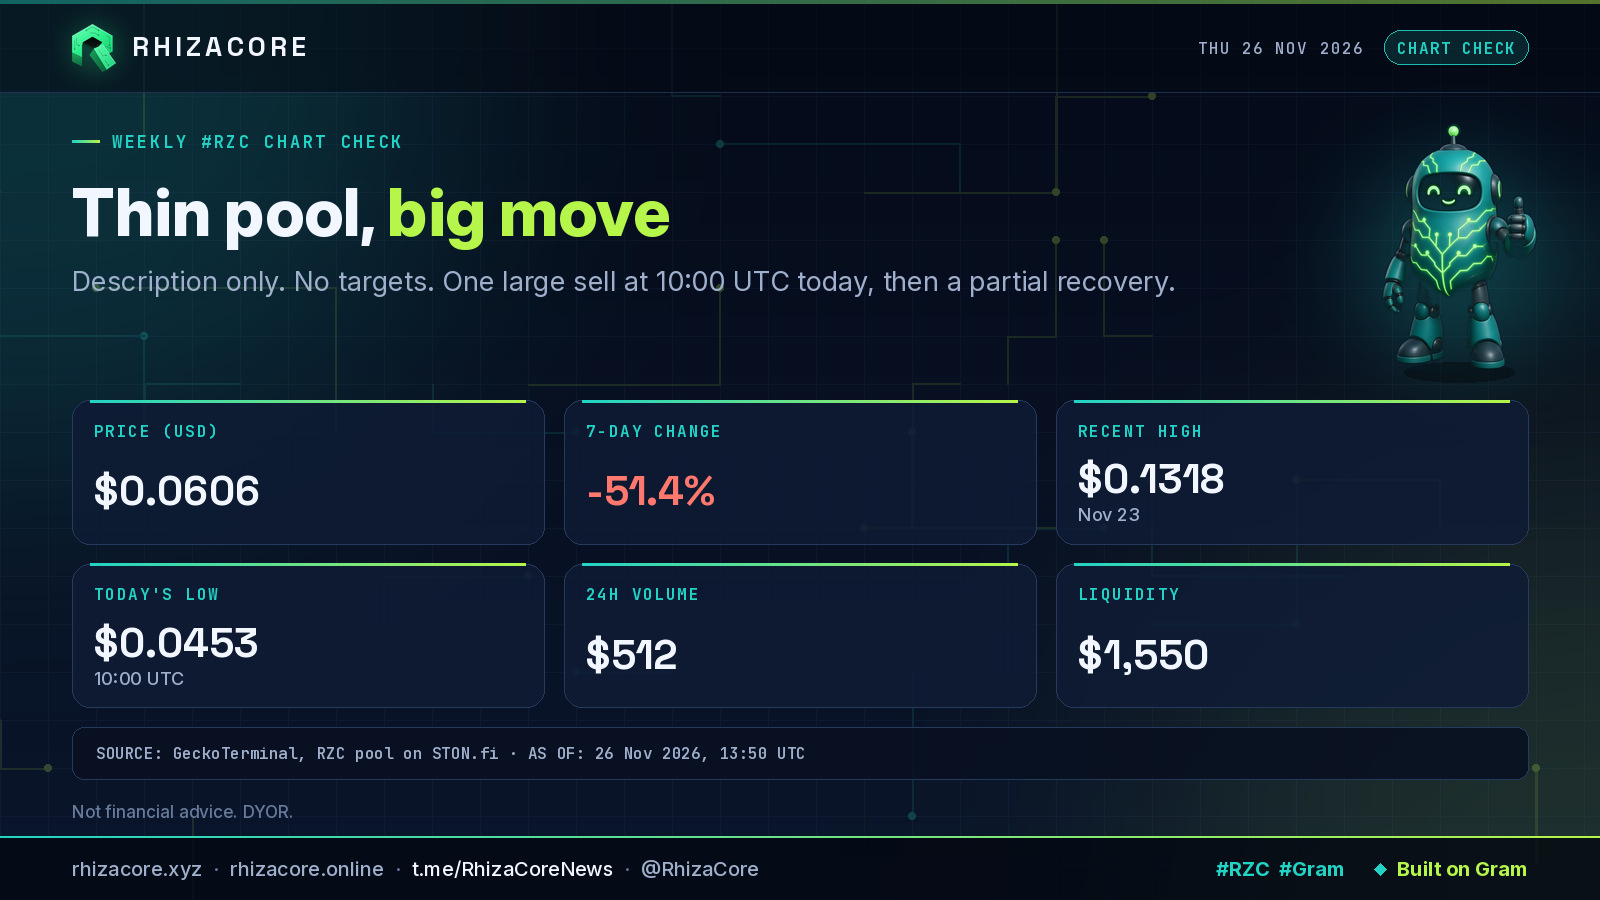 RHIZACORE
THU 26 NOV 2026
CHART CHECK
WEEKLY #RZC CHART CHECK
Thin pool, big move
Description only. No targets. One large sell at 10:00 UTC today, then a partial recovery.
PRICE (USD)
$0.0606
7-DAY CHANGE
-51.4%
RECENT HIGH
$0.1318
Nov 23
TODAY'S LOW
$0.0453
10:00 UTC
24H VOLUME
$512
LIQUIDITY
$1,550
SOURCE: GeckoTerminal, RZC pool on STON.fi · AS OF: 26 Nov 2026, 13:50 UTC
Not financial advice. DYOR.
rhizacore.xyz · rhizacore.online · t.me/RhizaCoreNews · @RhizaCore
#RZC #Gram ◆ Built on Gram